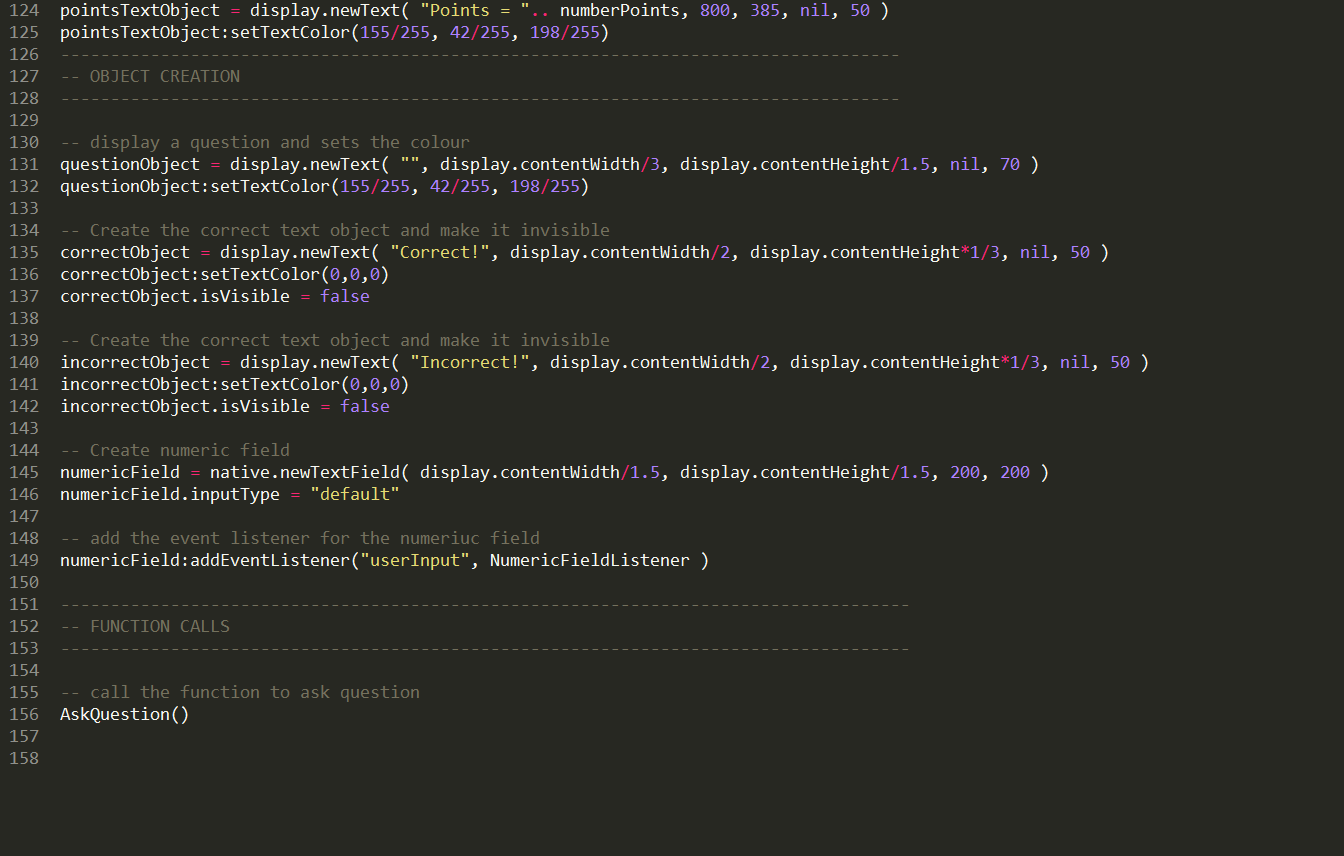 124 pointsTextObject = display.newText( "Points = ".. numberPoints, 800, 385, nil, 50 )
125 pointsTextObject:setTextColor(155/255, 42/255, 198/255)
126 ------------------------------------------------------------------------------------
127 -- OBJECT CREATION
128 ------------------------------------------------------------------------------------
129
130 -- display a question and sets the colour
131 questionObject = display.newText( "", display.contentWidth/3, display.contentHeight/1.5, nil, 70 )
132 questionObject:setTextColor(155/255, 42/255, 198/255)
133
134 -- Create the correct text object and make it invisible
135 correctObject = display.newText( "Correct!", display.contentWidth/2, display.contentHeight*1/3, nil, 50 )
136 correctObject:setTextColor(0,0,0)
137 correctObject.isVisible = false
138
139 -- Create the correct text object and make it invisible
140 incorrectObject = display.newText( "Incorrect!", display.contentWidth/2, display.contentHeight*1/3, nil, 50 )
141 incorrectObject:setTextColor(0,0,0)
142 incorrectObject.isVisible = false
143
144 -- Create numeric field
145 numericField = native.newTextField( display.contentWidth/1.5, display.contentHeight/1.5, 200, 200 )
146 numericField.inputType = "default"
147
148 -- add the event listener for the numeriuc field
149 numericField:addEventListener("userInput", NumericFieldListener )
150
151 -------------------------------------------------------------------------------------
152 -- FUNCTION CALLS
153 -------------------------------------------------------------------------------------
154
155 -- call the function to ask question
156 AskQuestion()
157
158